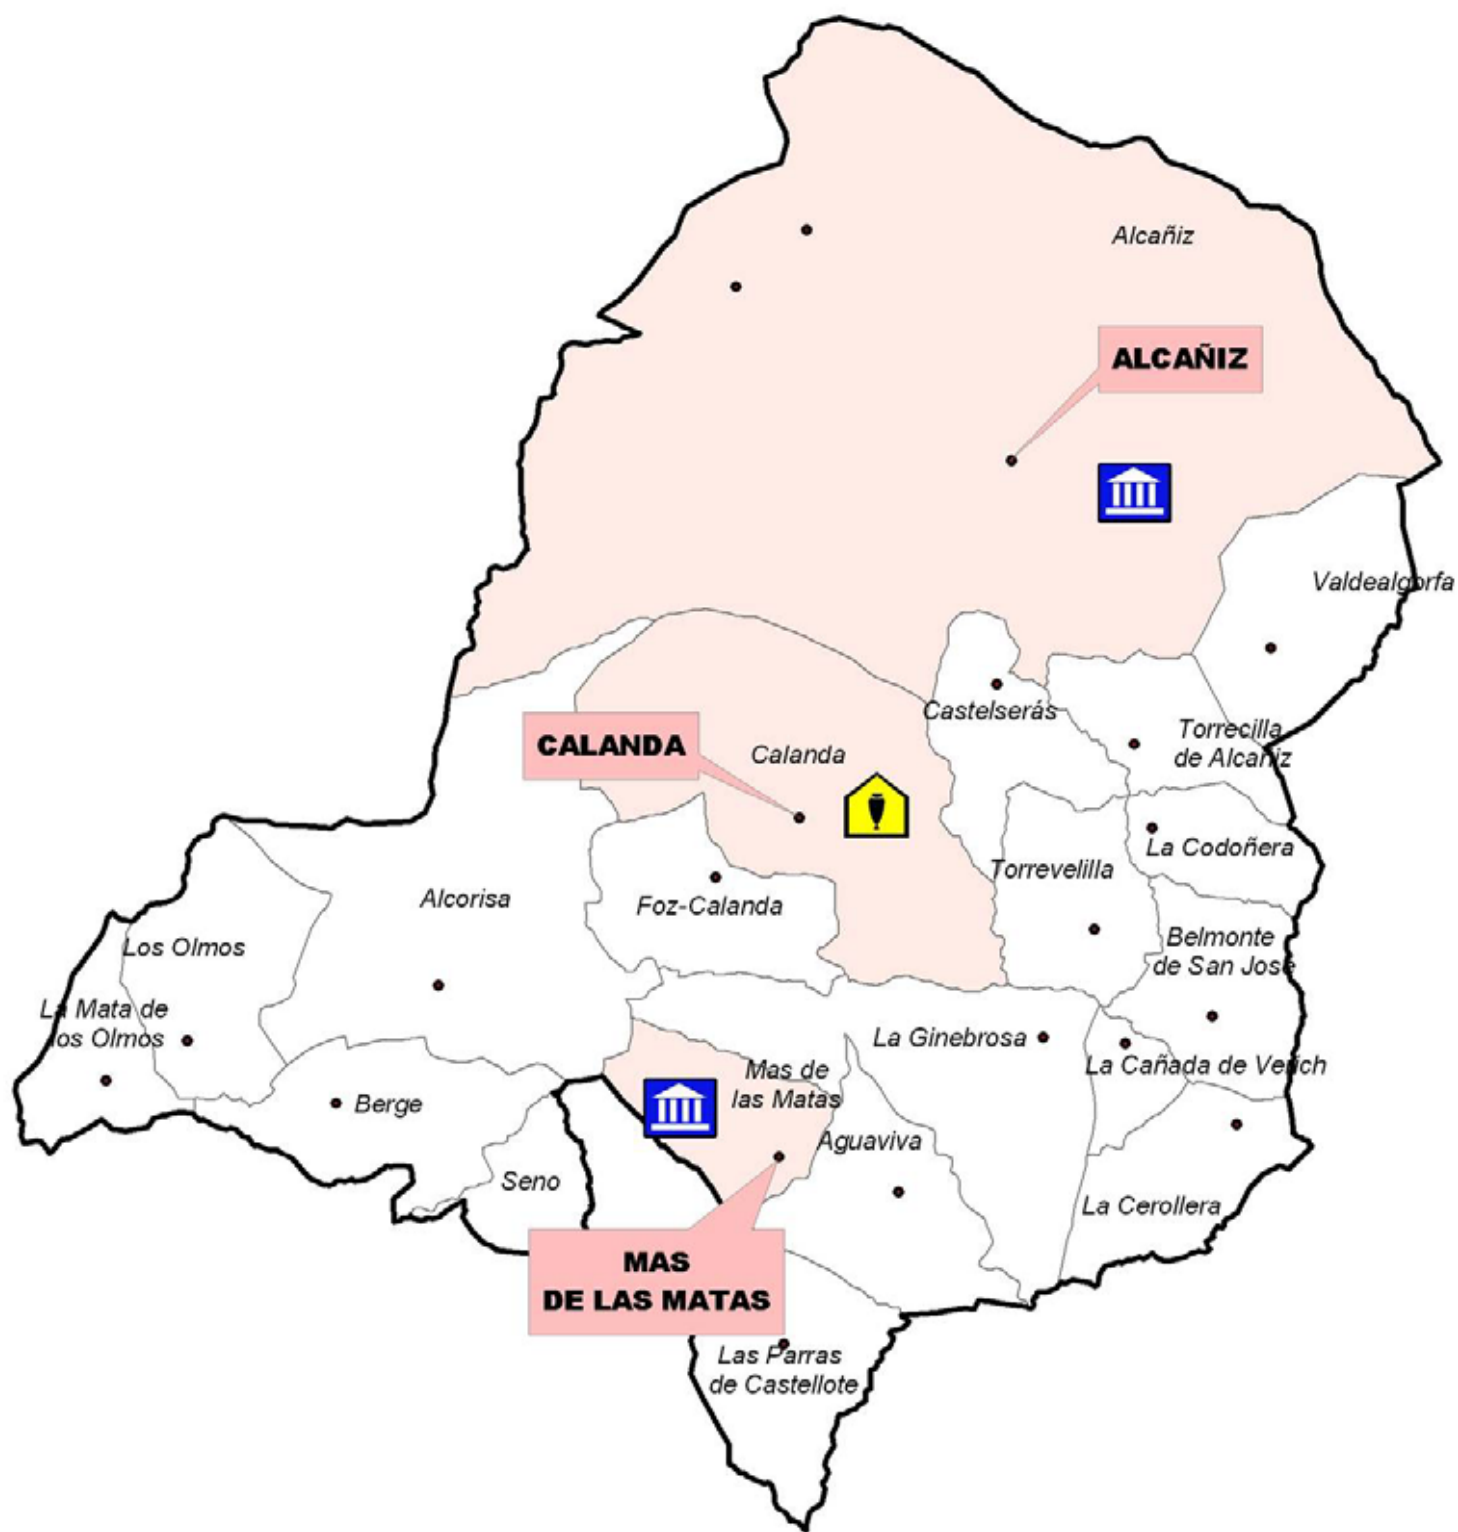 Alcañiz
ALCAÑIZ
Valdealgorfa
Castelserás
Torrecilla
de Alcañiz
CALANDA
Calanda
La Codoñera
Torrevelilla
Alcorisa
Foz-Calanda
Los Olmos
Belmonte
de San José
La Mata de
los Olmos
La Ginebrosa
La Cañada de Verich
Mas de
las Matas
Berge
Aguaviva
Seno
La Cerollera
MAS
DE LAS MATAS
Las Parras
de Castellote